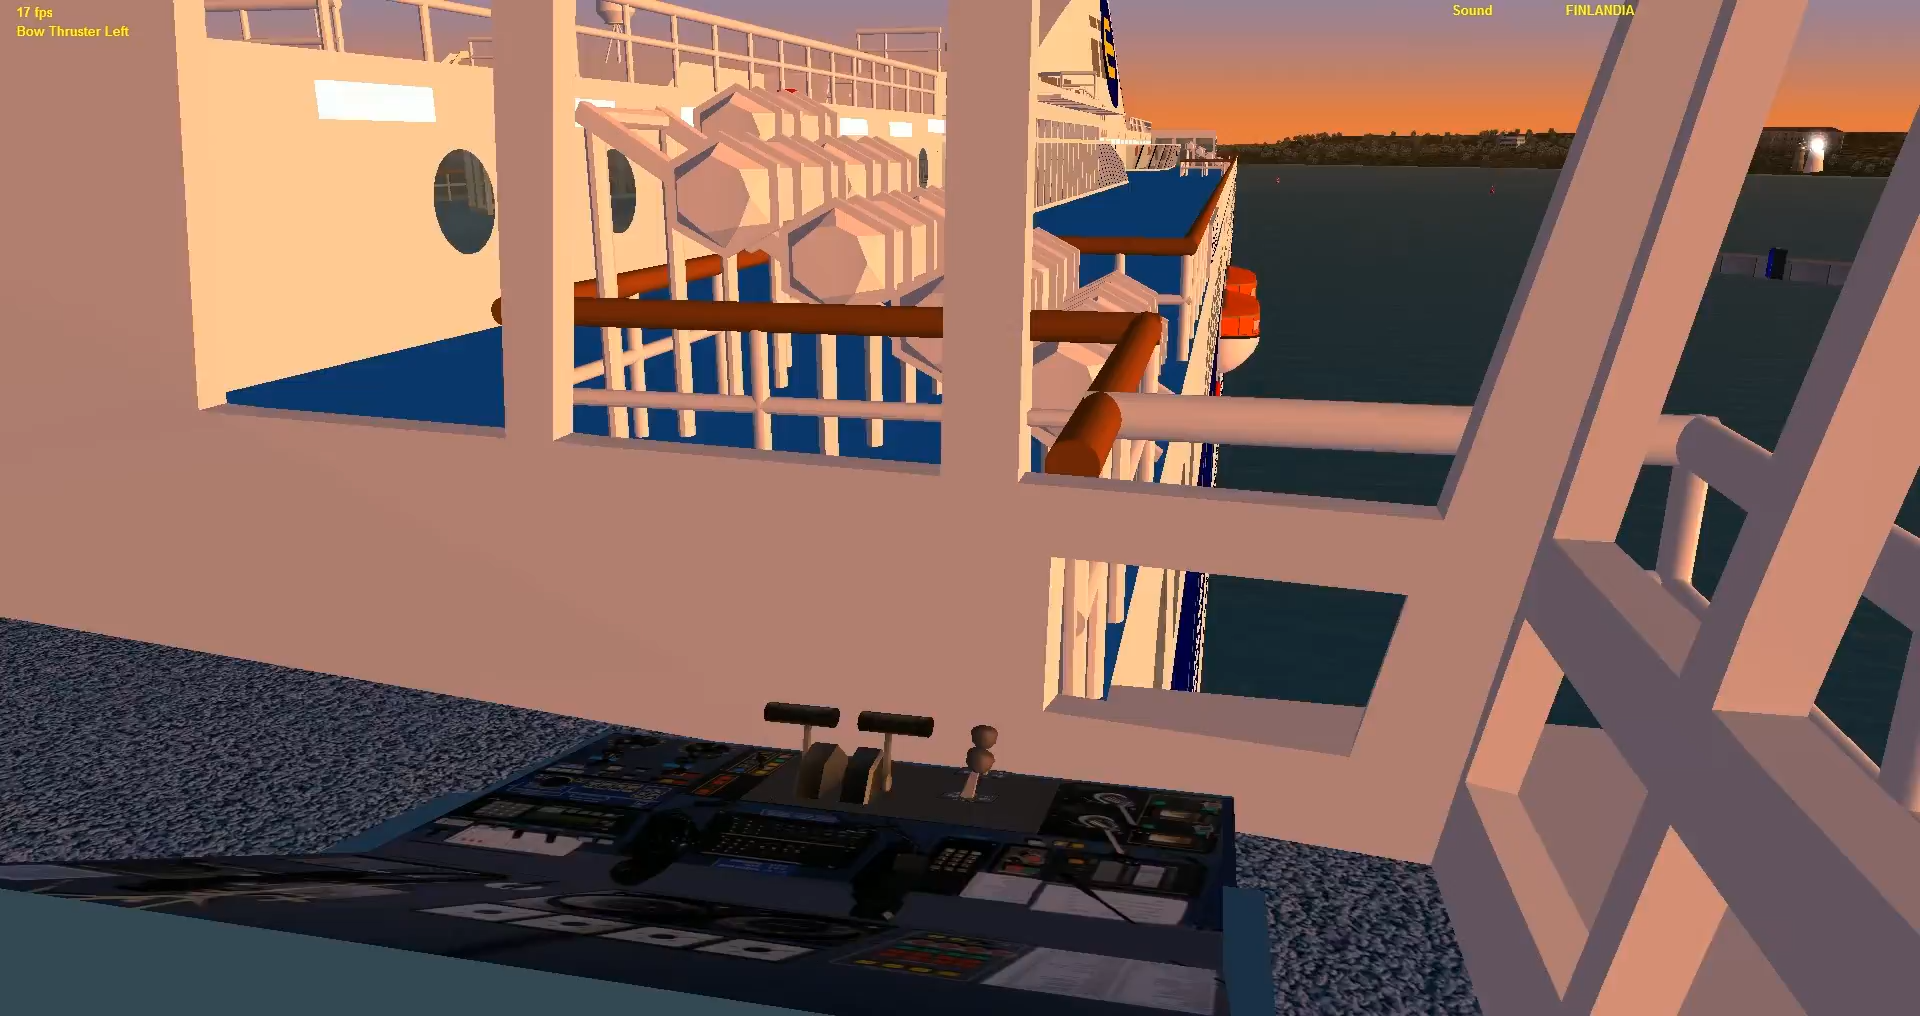 17 fps
Bow Thruster Left
Sound
FINLANDIA